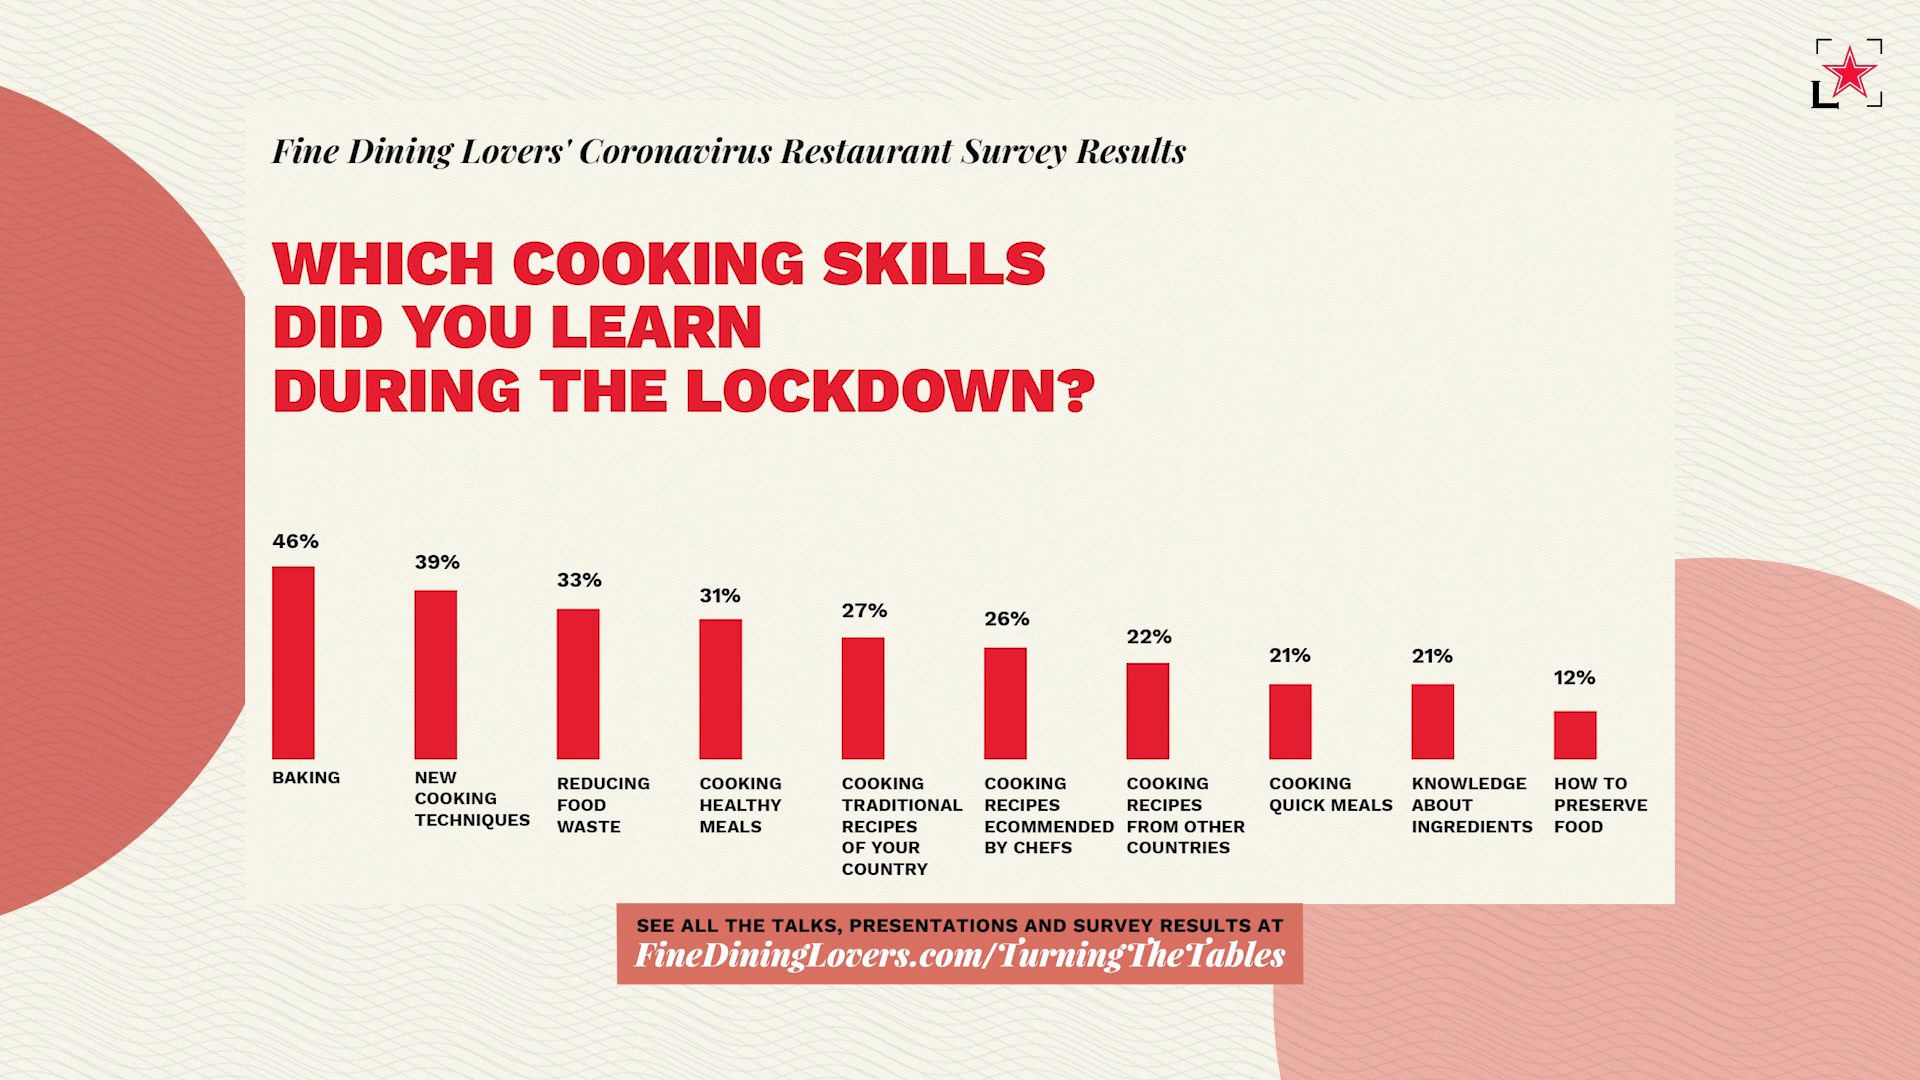 L
Fine Dining Lovers' Coronavirus Restaurant Survey Results
WHICH COOKING SKILLS
DID YOU LEARN
DURING THE LOCKDOWN?
46%
39%
33%
31%
27%
26%
22%
21%
21%
12%
BAKING
NEW
COOKING
TECHNIQUES
REDUCING
FOOD
WASTE
COOKING
HEALTHY
MEALS
COOKING
TRADITIONAL
RECIPES
OF YOUR
COUNTRY
COOKING
RECIPES
ECOMMENDED
BY CHEFS
COOKING
RECIPES
FROM OTHER
COUNTRIES
COOKING
QUICK MEALS
KNOWLEDGE
ABOUT
INGREDIENTS
HOW TO
PRESERVE
FOOD
SEE ALL THE TALKS, PRESENTATIONS AND SURVEY RESULTS AT
FineDiningLovers.com/TurningTheTables